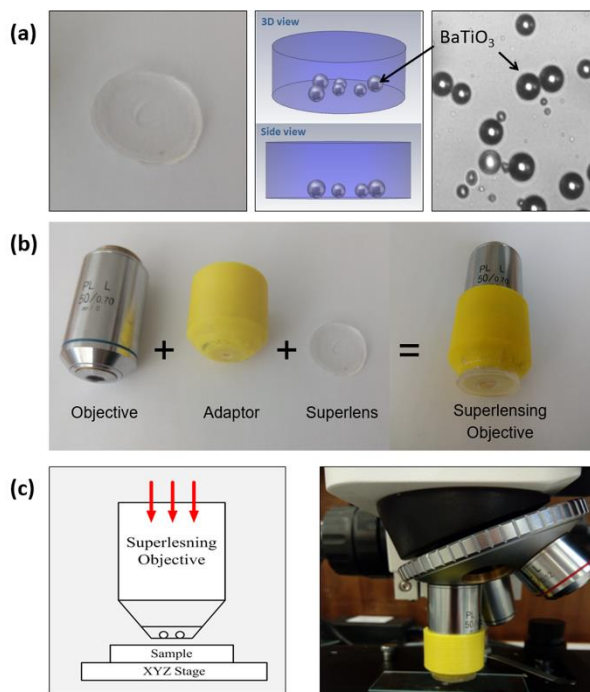 (a)
3D view
BaTiO3
Side view
(b)
PL L
50/0.70
Objective
+
Adaptor
+
Superlens
=
PL L
50/0.70
Superlensing
Objective
(c)
Superlesning
Objective
Sample
XYZ Stage
PL